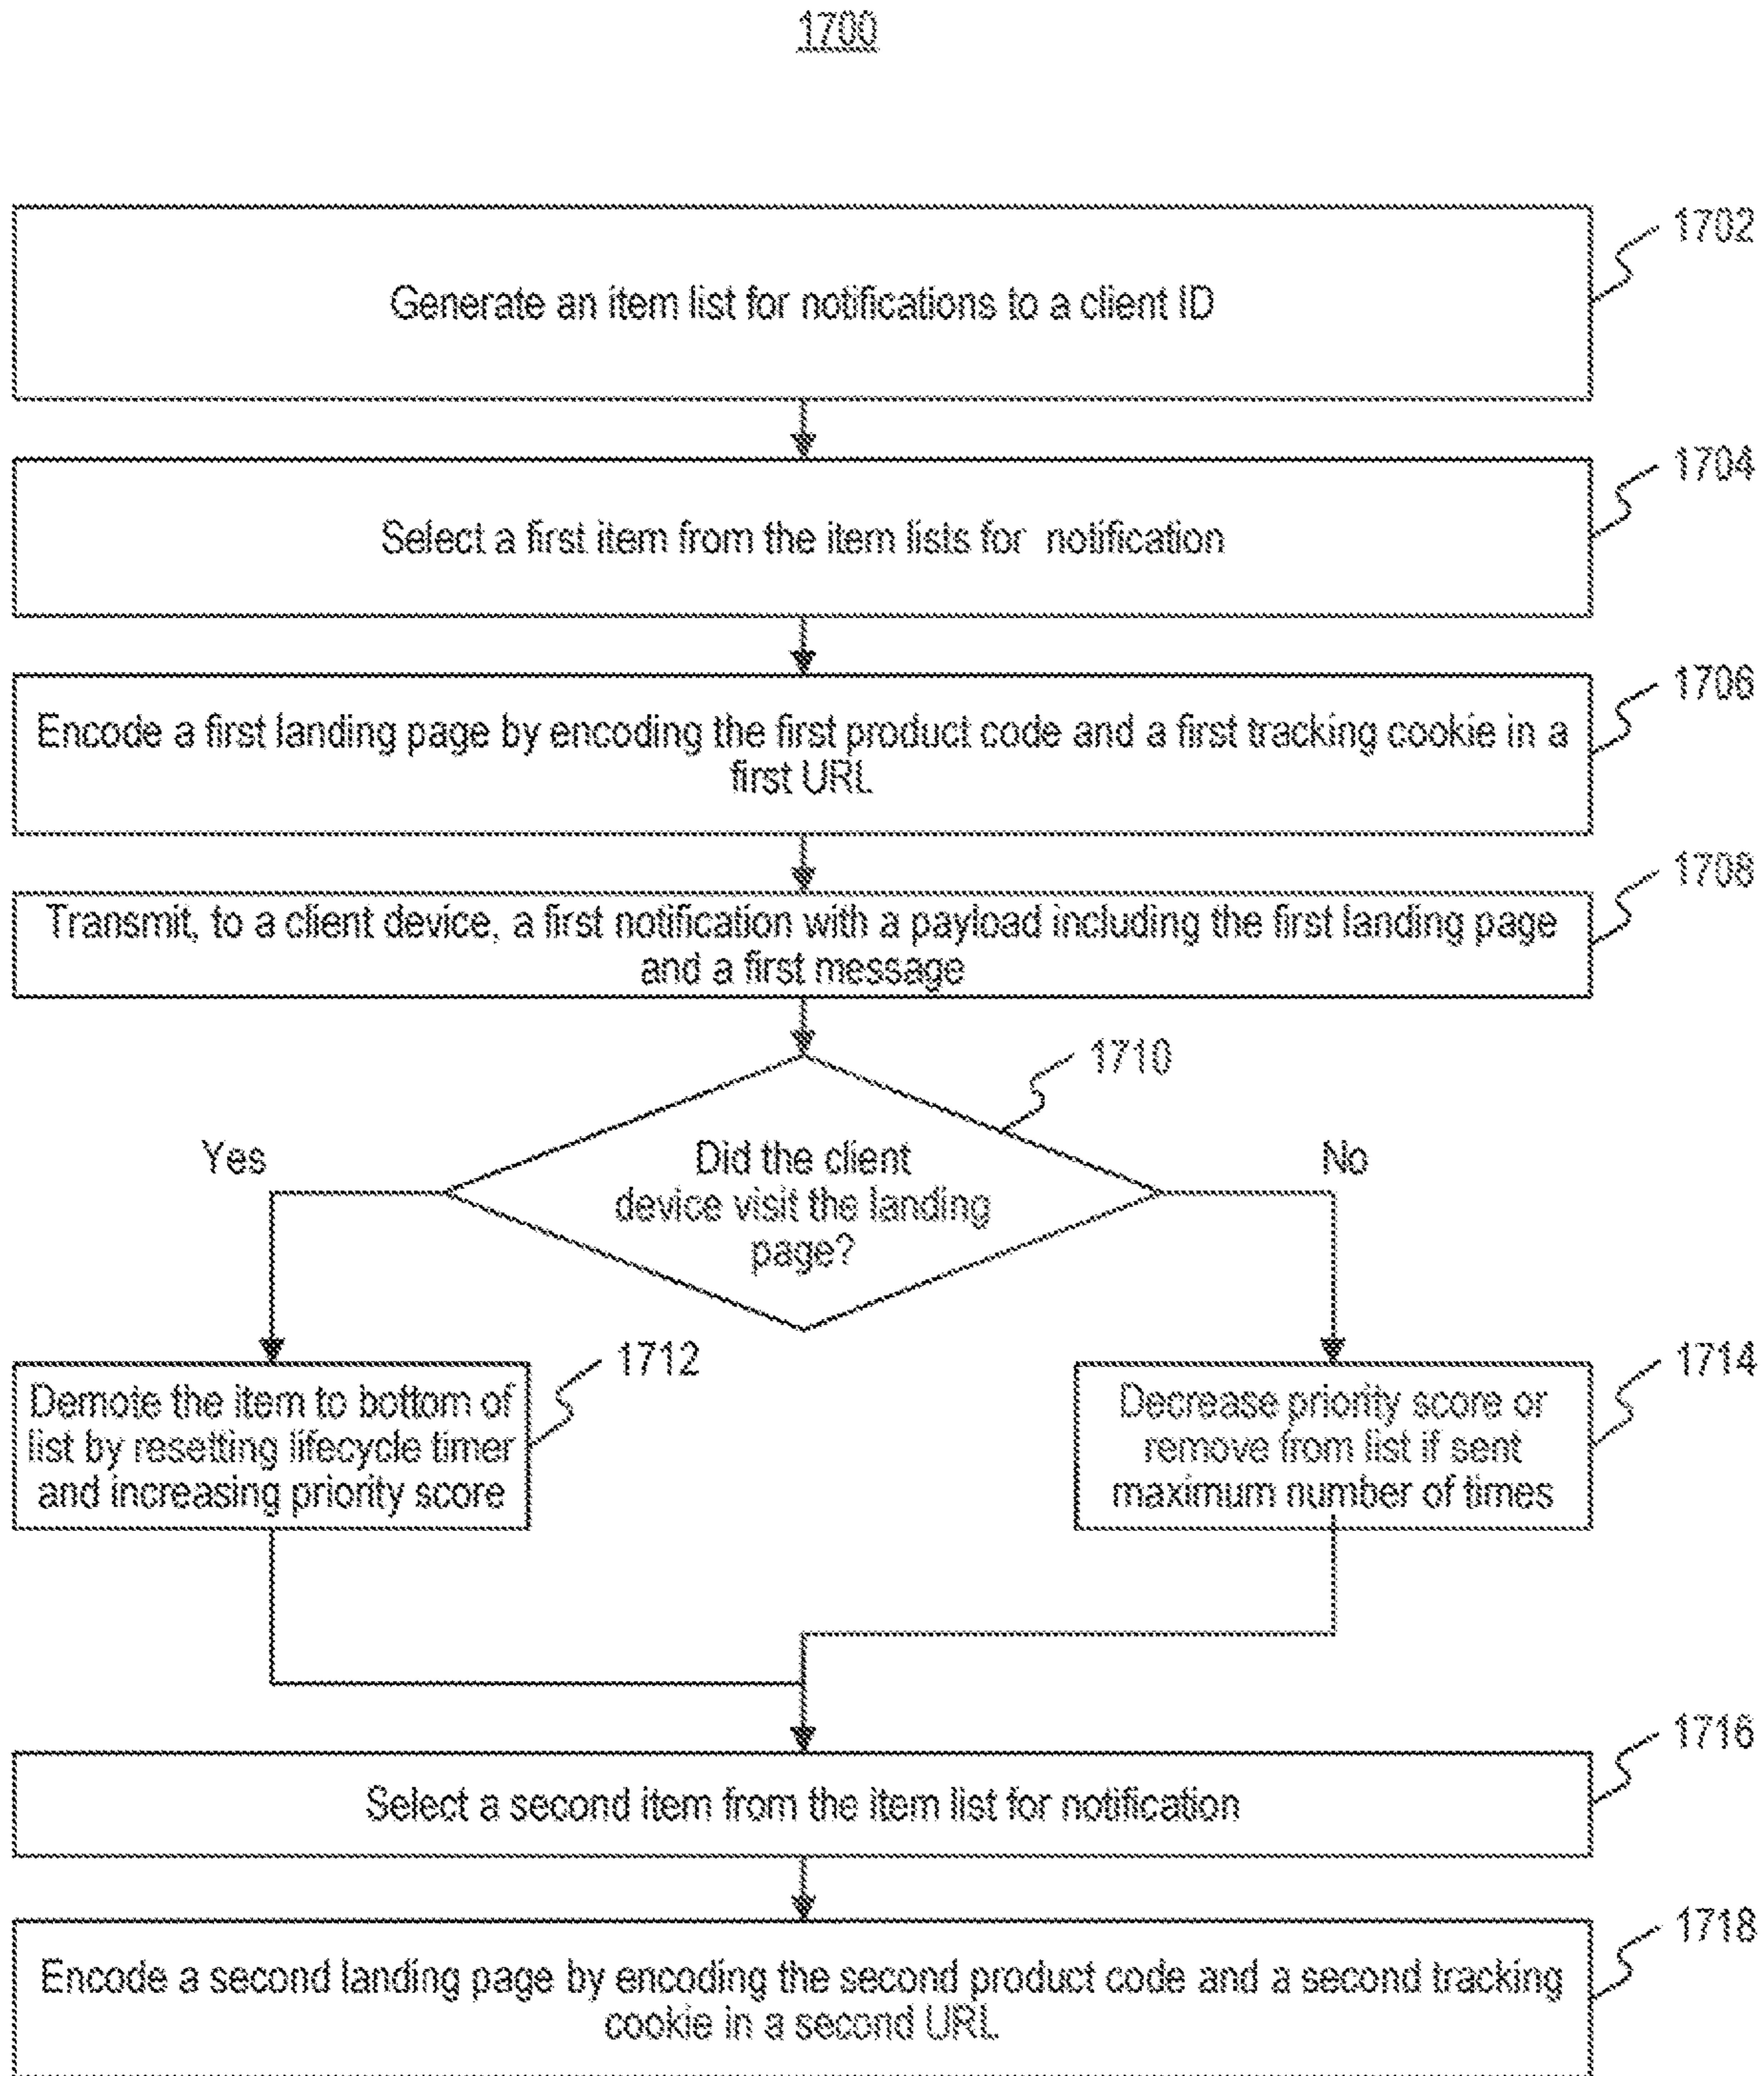 1700
1702
Generate an item list for notifications to a client ID
1704
Select a first item from the item lists for notification
1706
Encode a first landing page by encoding the first product code and a first tracking cookie in a
first URL
1708
Transmit, to a client device, a first notification with a payload including the first landing page
and a first message
1710
Yes
Did the client
No
device visit the landing
page?
1712
1714
Demote the item to bottom of
list by resetting lifecycle timer
and increasing priority score
Decrease priority score or
remove from list if sent
maximum number of times
1716
Select a second item from the item list for notification
1718
Encode a second landing page by encoding the second product code and a second tracking
cookie in a second URL